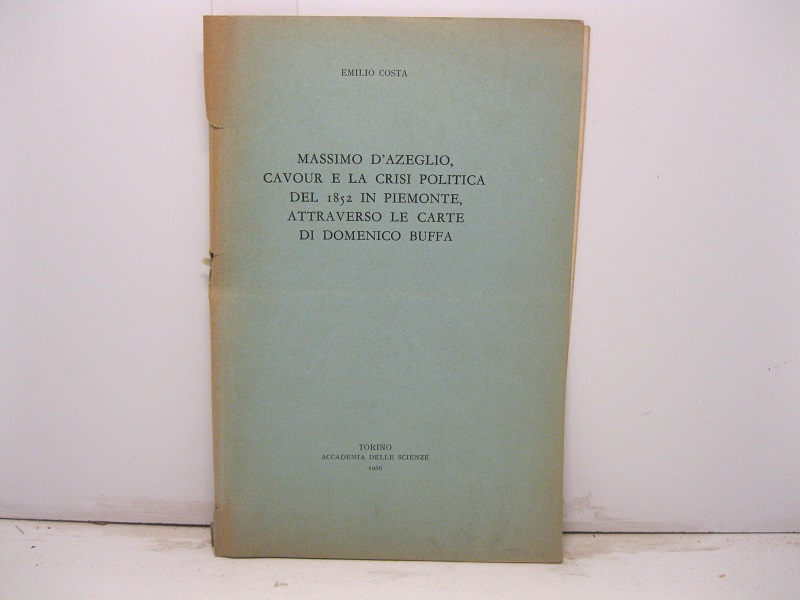 EMILIO COSTA
MASSIMO D'AZEGLIO,
CAVOUR E LA CRISI POLITICA
DEL 1852 IN PIEMONTE,
ATTRAVERSO LE CARTE
DI DOMENICO BUFFA
TORINO
ACCADEMIA DELLE SCIENZE
1966